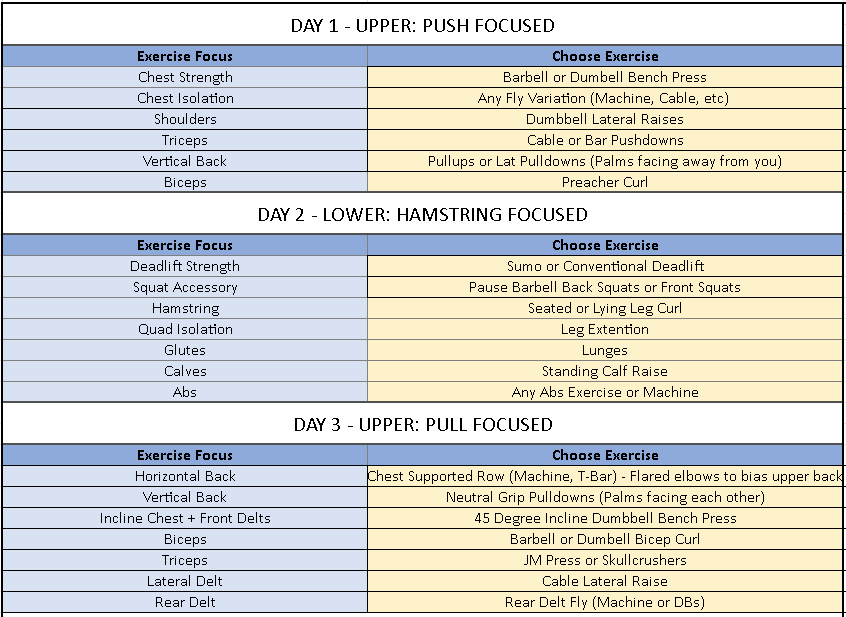 DAY 1 - UPPER: PUSH FOCUSED
Exercise Focus Choose Exercise
Chest Strength Barbell or Dumbell Bench Press
Chest Isolation Any Fly Variation (Machine, Cable, etc)
Shoulders Dumbbell Lateral Raises
Triceps Cable or Bar Pushdowns
Vertical Back Pullups or Lat Pulldowns (Palms facing away from you)
Biceps Preacher Curl
DAY 2 - LOWER: HAMSTRING FOCUSED
Exercise Focus Choose Exercise
Deadlift Strength Sumo or Conventional Deadlift
Squat Accessory Pause Barbell Back Squats or Front Squats
Hamstring Seated or Lying Leg Curl
Quad Isolation Leg Extention
Glutes Lunges
Calves Standing Calf Raise
Abs Any Abs Exercise or Machine
DAY 3 - UPPER: PULL FOCUSED
Exercise Focus Choose Exercise
Horizontal Back Chest Supported Row (Machine, T-Bar) - Flared elbows to bias upper back
Vertical Back Neutral Grip Pulldowns (Palms facing each other)
Incline Chest + Front Delts 45 Degree Incline Dumbbell Bench Press
Biceps Barbell or Dumbell Bicep Curl
Triceps JM Press or Skullcrushers
Lateral Delt Cable Lateral Raise
Rear Delt Rear Delt Fly (Machine or DBs)